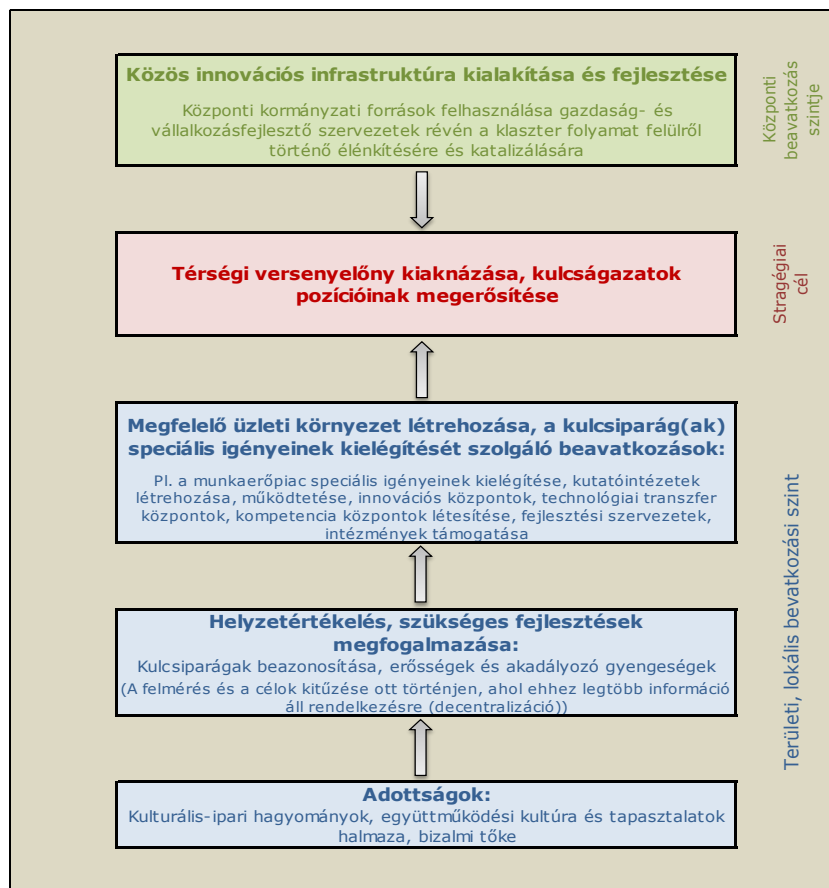 Közös innovációs infrastruktúra kialakítása és fejlesztése
Központi kormányzati források felhasználása gazdaság- és
vállalkozásfejlesztő szervezetek révén a klaszter folyamat felülről
történő élénkítésére és katalizálására
Központi
beavatkozás
szintje
Térségi versenyelőny kiaknázása, kulcságazatok
pozícióinak megerősítése
Stragégiai
cél
Megfelelő üzleti környezet létrehozása, a kulcsiparág(ak)
speciális igényeinek kielégítését szolgáló beavatkozások:
Pl. a munkaerőpiac speciális igényeinek kielégítése, kutatóintézetek
létrehozása, működtetése, innovációs központok, technológiai transzfer
központok, kompetencia központok létesítése, fejlesztési szervezetek,
intézmények támogatása
Helyzetértékelés, szükséges fejlesztések
megfogalmazása:
Kulcsiparágak beazonosítása, erősségek és akadályozó gyengeségek
(A felmérés és a célok kitűzése ott történjen, ahol ehhez legtöbb információ
áll rendelkezésre (decentralizáció))
Adottságok:
Kulturális-ipari hagyományok, együttműködési kultúra és tapasztalatok
halmaza, bizalmi tőke
Területi, lokális bevatkozási szint